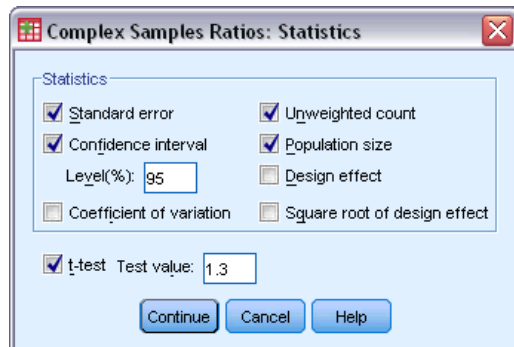 Complex Samples Ratios: Statistics
Statistics
Standard error
Unweighted count
Confidence interval
Population size
Level(%): 95
Design effect
Coefficient of variation
Square root of design effect
t-test Test value: 1.3
Continue Cancel Help